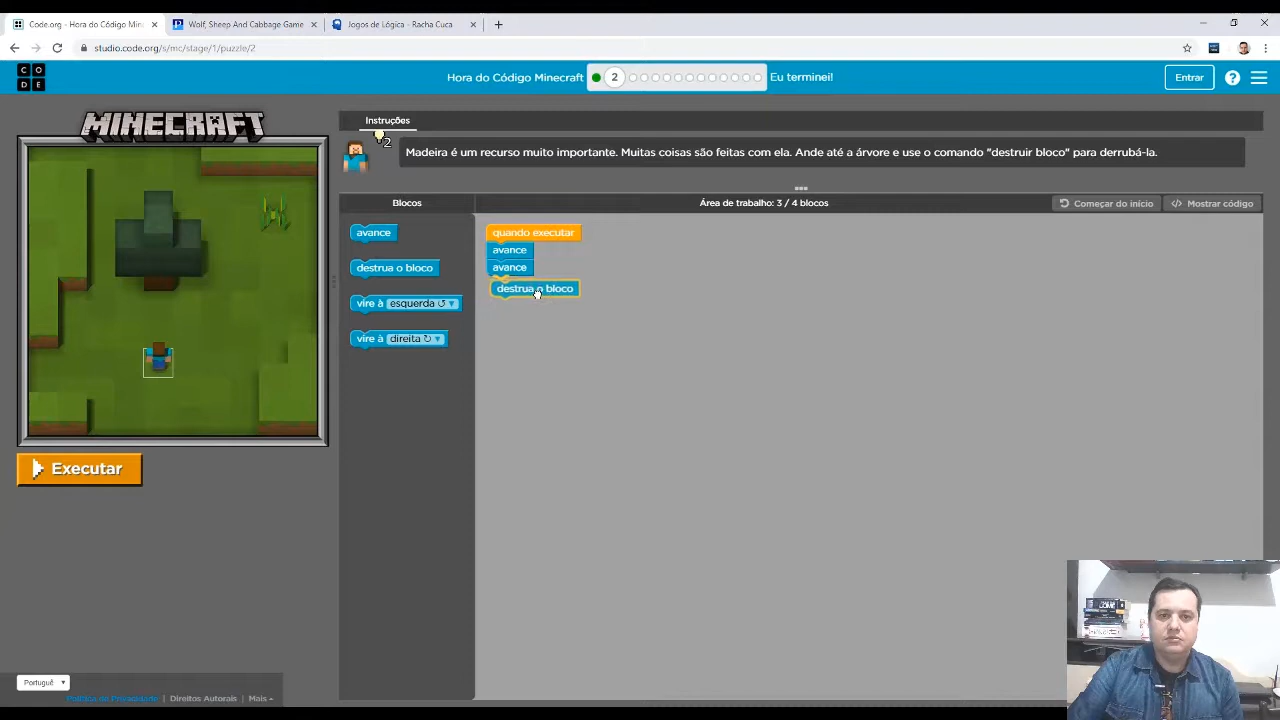 Code.org - Hora do Código Min
Wolf, Sheep And Cabbage Game
Jogos de Lógica - Racha Cuca
studio.code.org/s/mc/stage/1/puzzle/2
CODE
Hora do Código Minecraft
2
Eu terminei!
Entrar
MINECRAFT
Instruções
2
Madeira é um recurso muito importante. Muitas coisas são feitas com ela. Ande até a árvore e use o comando "destruir bloco" para derrubá-la.
Blocos
Área de trabalho: 3 / 4 blocos
Começar do início
Mostrar código
avance
destrua o bloco
vire à esquerda
vire à direita
quando executar
avance
avance
destrua o bloco
Executar
Português
Política de Privacidade | Direitos Autorais | Mais